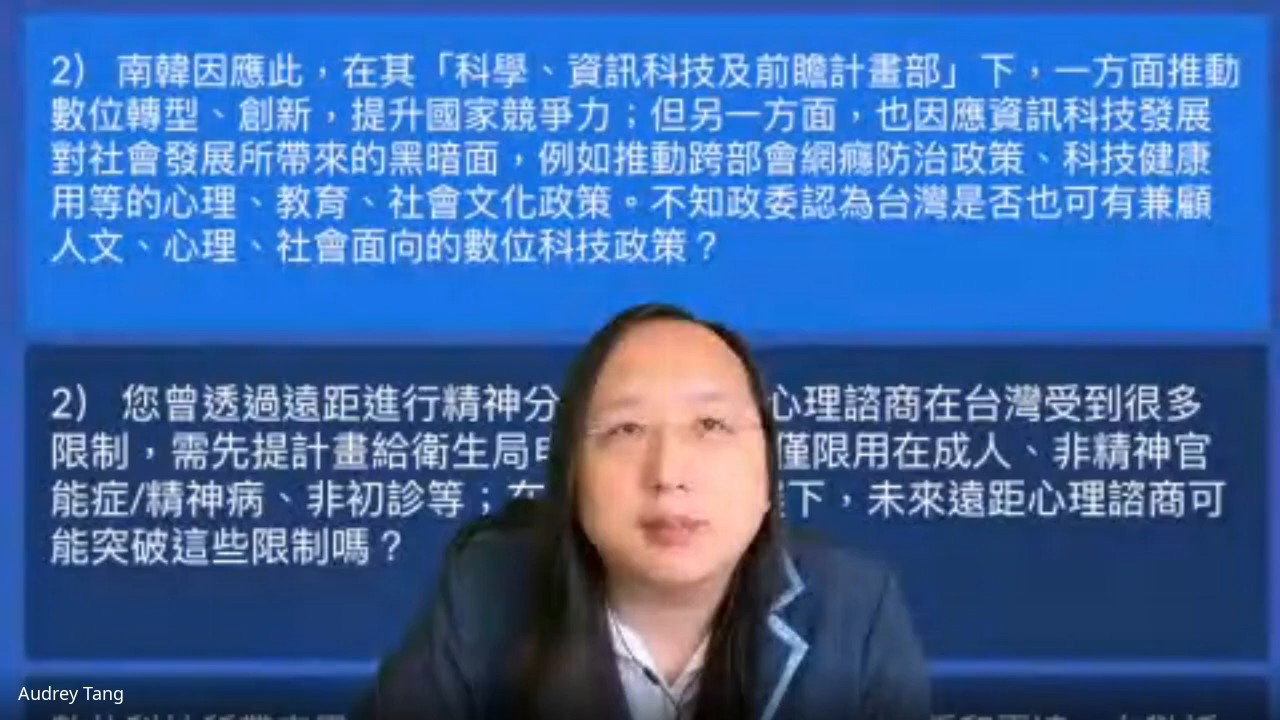 2) 南韓因應此，在其「科學、資訊科技及前瞻計畫部」下，一方面推動
數位轉型、創新，提升國家競爭力；但另一方面，也因應資訊科技發展
對社會發展所帶來的黑暗面，例如推動跨部會網癮防治政策、科技健康
用等的心理、教育、社會文化政策。不知政委認為台灣是否也可有兼顧
人文、心理、社會面向的數位科技政策？
2) 您曾透過遠距進行精神分 心理諮商在台灣受到很多
限制，需先提計畫給衛生局 僅限用在成人、非精神官
能症/精神病、非初診等； 下，未來遠距心理諮商可
能突破這些限制嗎？
Audrey Tang